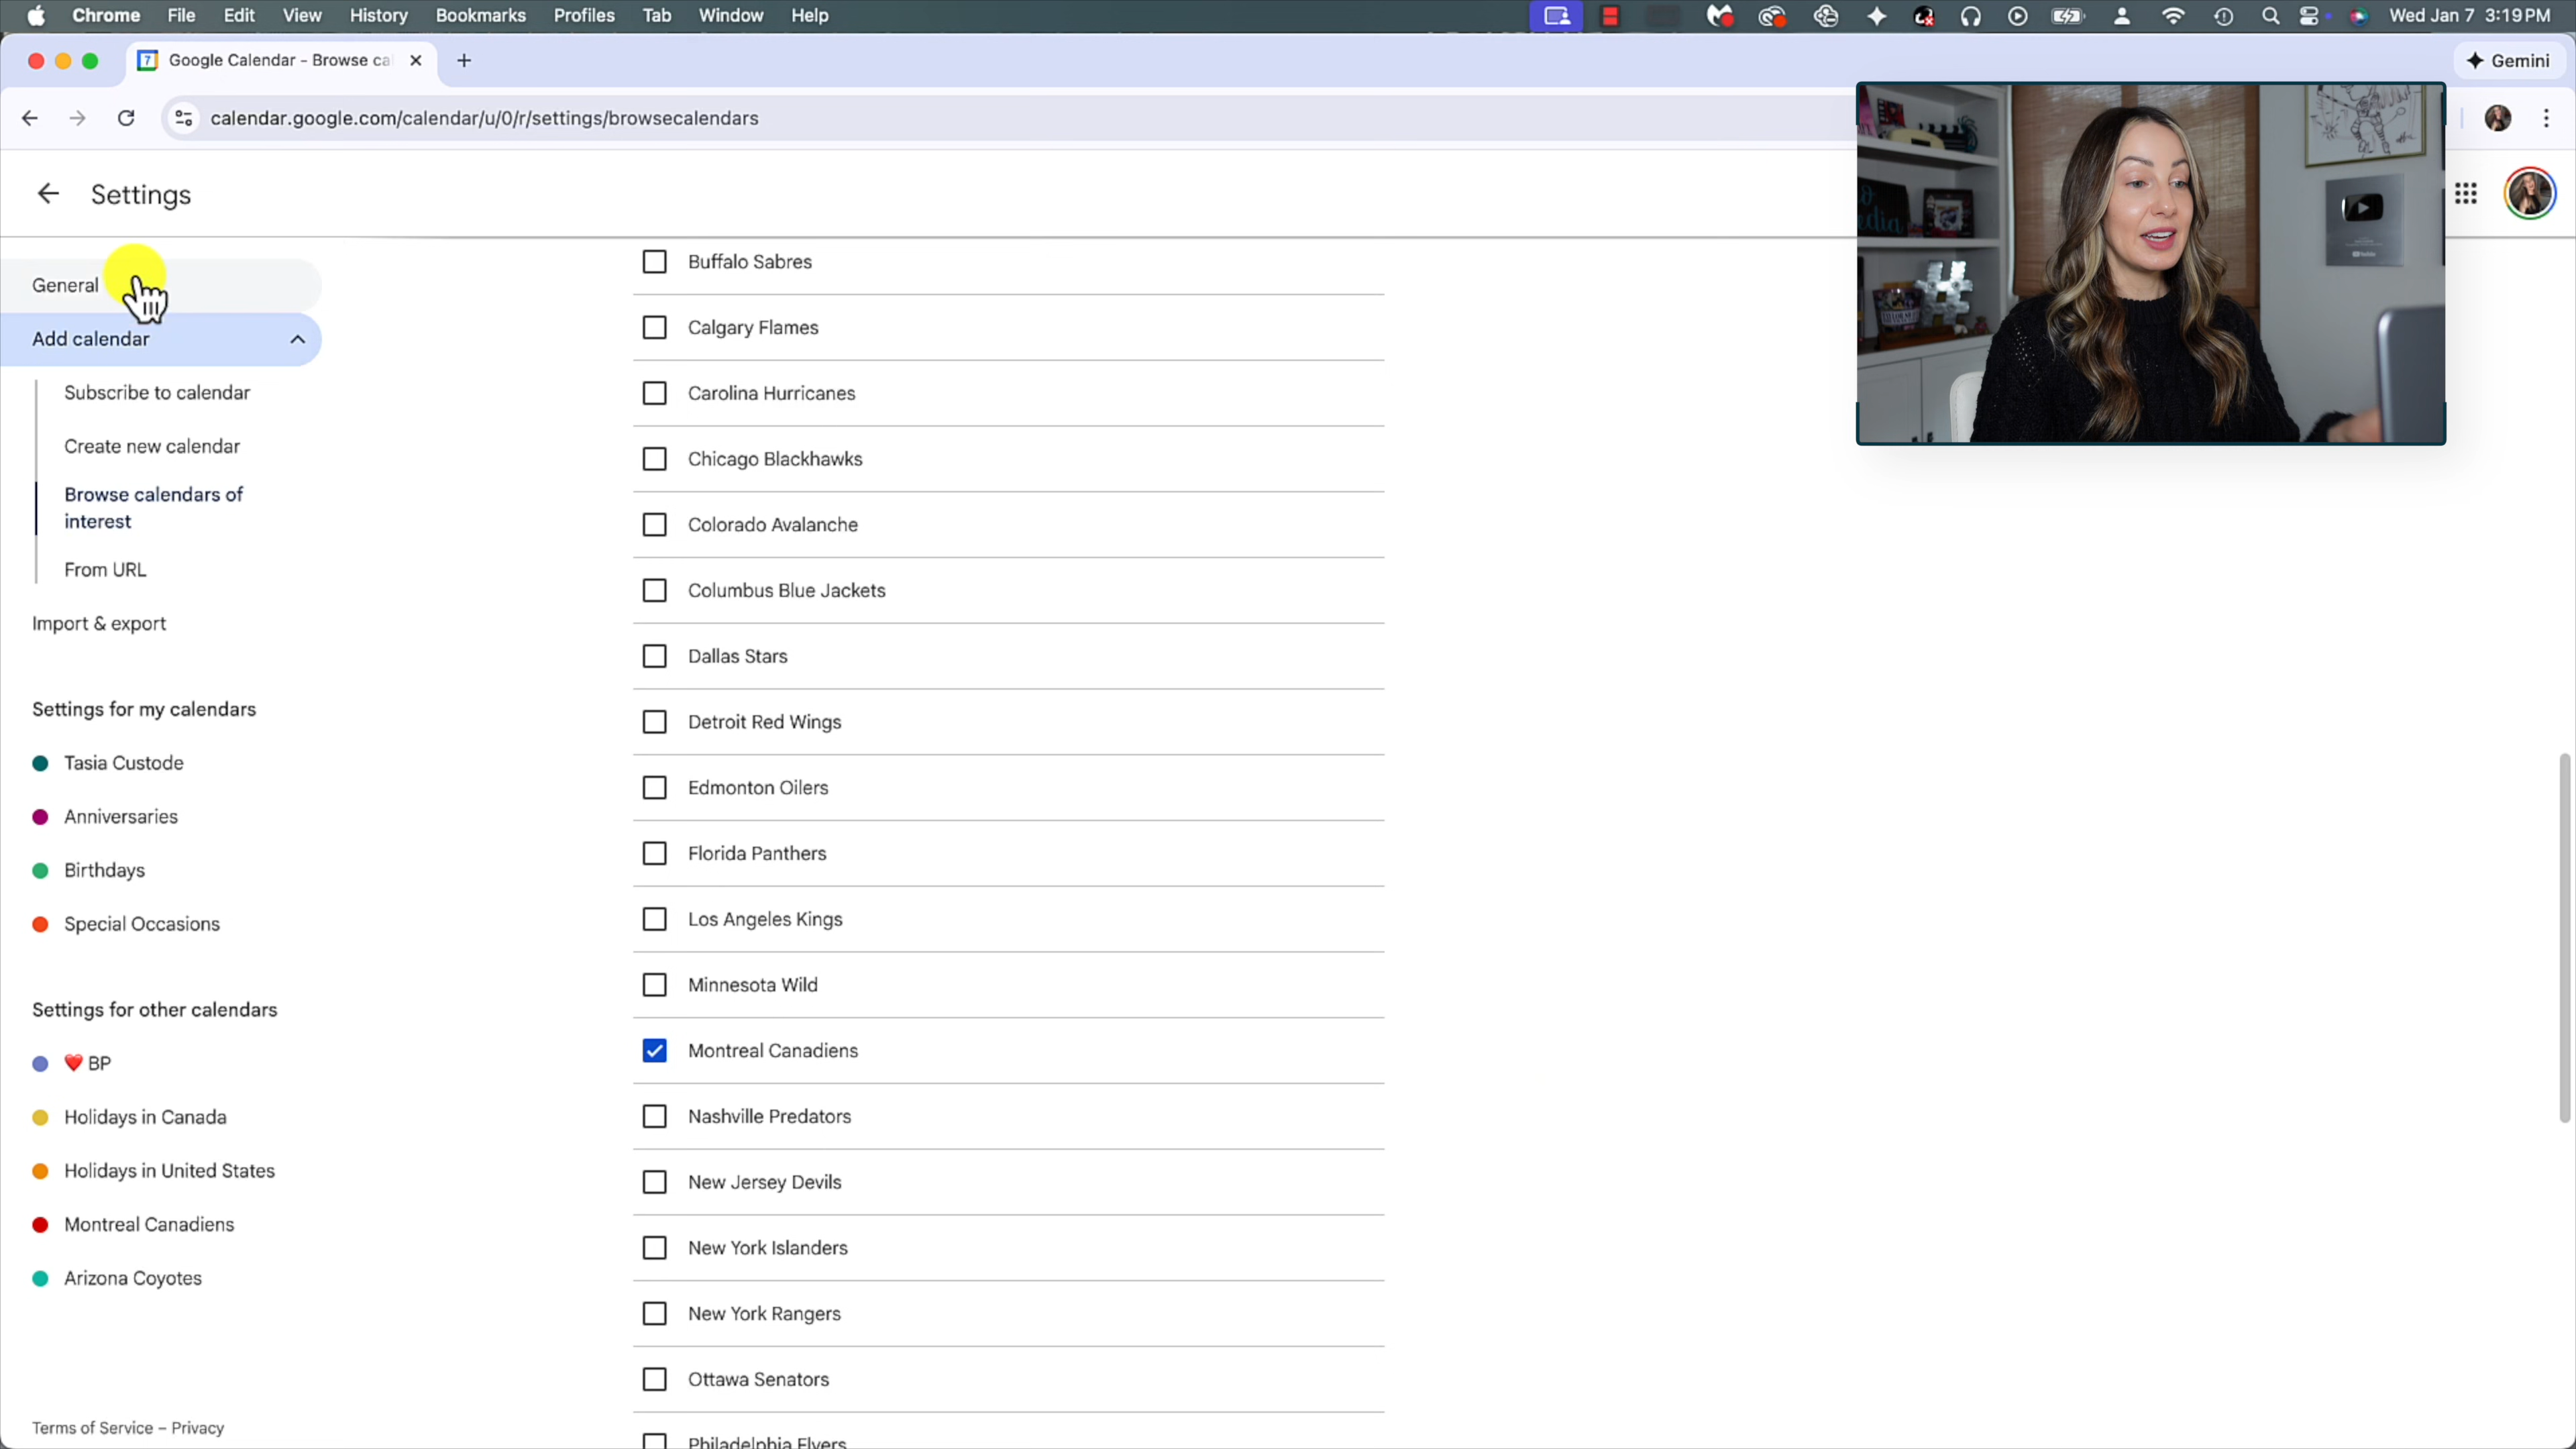 Chrome File Edit View History Bookmarks Profiles Tab Window Help Wed Jan 7 3:19 PM
Google Calendar - Browse ca
Gemini
calendar.google.com/calendar/u/0/r/settings/browsecalendars
Settings
General
Add calendar
Subscribe to calendar
Create new calendar
Browse calendars of
interest
From URL
Import & export
Settings for my calendars
Tasia Custode
Anniversaries
Birthdays
Special Occasions
Settings for other calendars
❤️ BP
Holidays in Canada
Holidays in United States
Montreal Canadiens
Arizona Coyotes
Terms of Service – Privacy
Buffalo Sabres
Calgary Flames
Carolina Hurricanes
Chicago Blackhawks
Colorado Avalanche
Columbus Blue Jackets
Dallas Stars
Detroit Red Wings
Edmonton Oilers
Florida Panthers
Los Angeles Kings
Minnesota Wild
Montreal Canadiens
Nashville Predators
New Jersey Devils
New York Islanders
New York Rangers
Ottawa Senators
Philadelphia Flyers